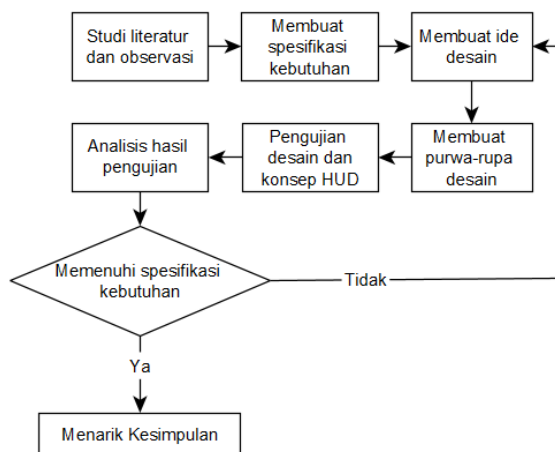 Studi literatur
dan observasi
Membuat
spesifikasi
kebutuhan
Membuat ide
desain
Membuat
purwa-rupa
desain
Pengujian
desain dan
konsep HUD
Analisis hasil
pengujian
Memenuhi spesifikasi
kebutuhan
Tidak
Ya
Menarik Kesimpulan